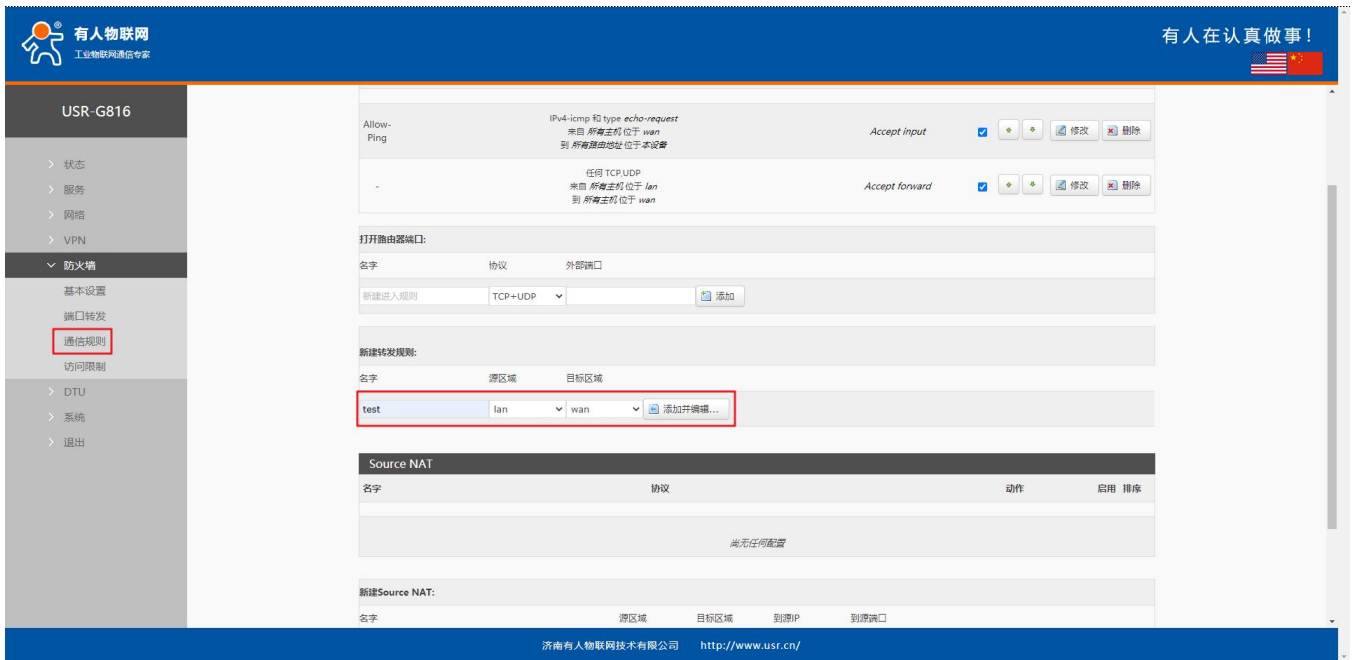 有人物联网
工业物联网通信专家
有人在认真做事!
USR-G816
状态
服务
网络
VPN
防火墙
基本设置
端口转发
通信规则
访问限制
DTU
系统
退出
Allow-
Ping
IPv4-icmp 和 type echo-request
来自 所有主机 位于 wan
到 所有路由地址 位于本设备
Accept input
修改
删除
-
任何 TCP,UDP
来自 所有主机 位于 lan
到 所有主机 位于 wan
Accept forward
修改
删除
打开路由器端口:
名字 协议 外部端口
新建进入规则 TCP+UDP 添加
新建转发规则:
名字 源区域 目标区域
test lan wan 添加并编辑...
Source NAT
名字 协议 动作 启用 排序
尚无任何配置
新建Source NAT:
名字 源区域 目标区域 到源IP 到源端口
济南有人物联网技术有限公司 http://www.usr.cn/